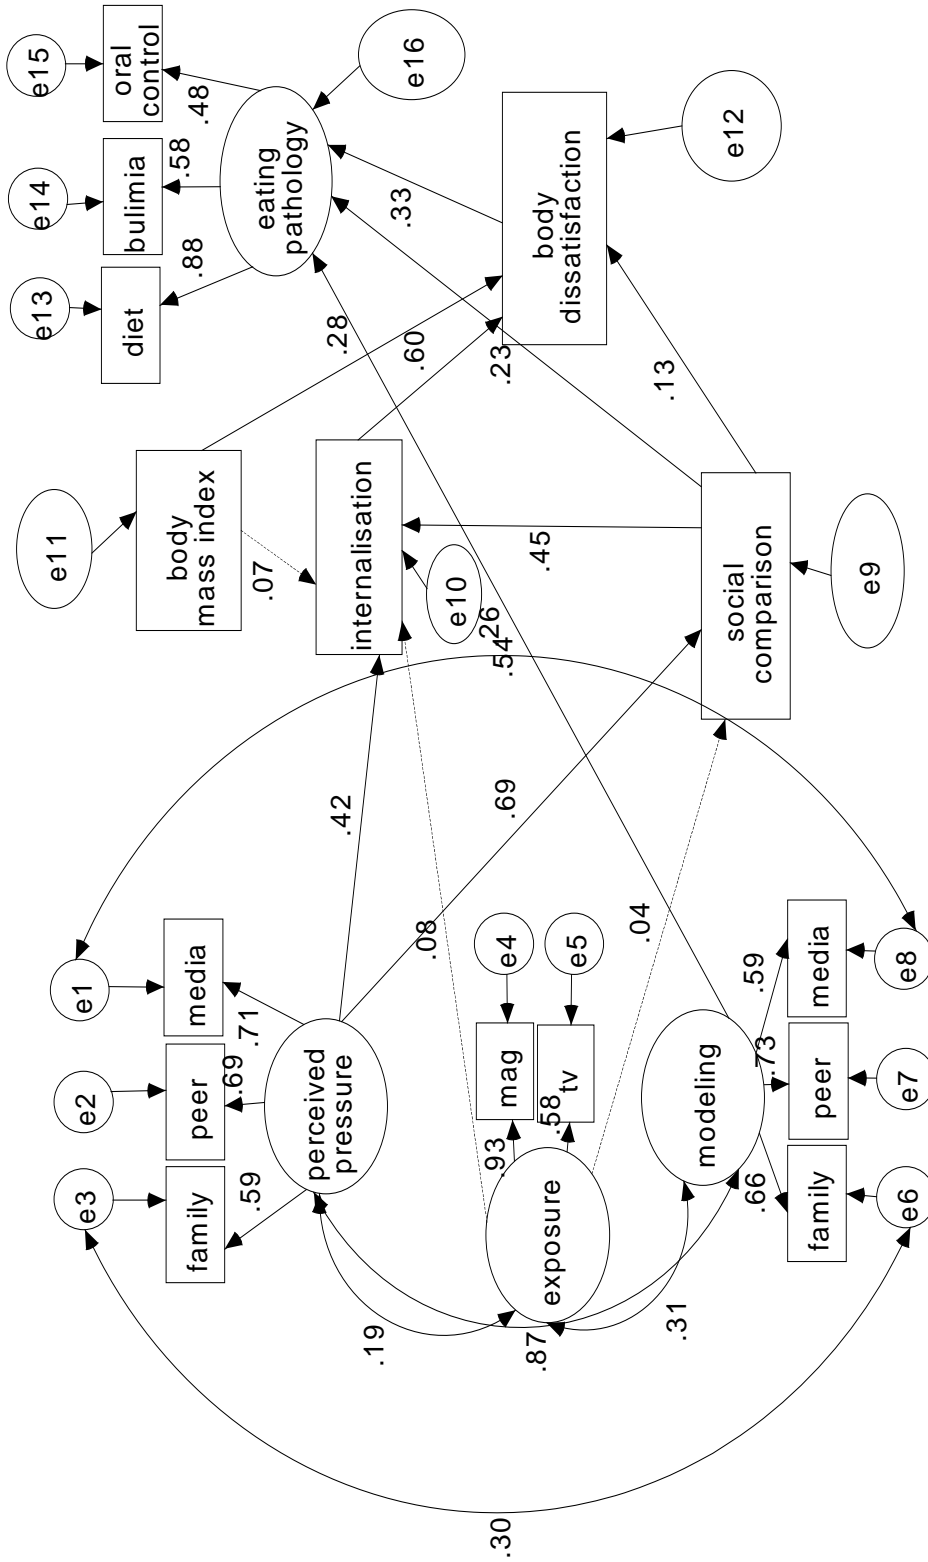 e3
e2
e1
family
peer
media
.59
.69
.71
perceived
pressure
.19
.87
.31
.30
exposure
.93
.58
mag
tv
e4
e5
modeling
.66
.73
.59
family
peer
media
e6
e7
e8
.42
.69
.08
.04
.26
.54
e11
body
mass index
.07
internalisation
e10
.45
social
comparison
e9
.28
.60
.23
.13
.33
body
dissatisfaction
e12
eating
pathology
e16
.88
.58
.48
diet
bulimia
oral
control
e13
e14
e15